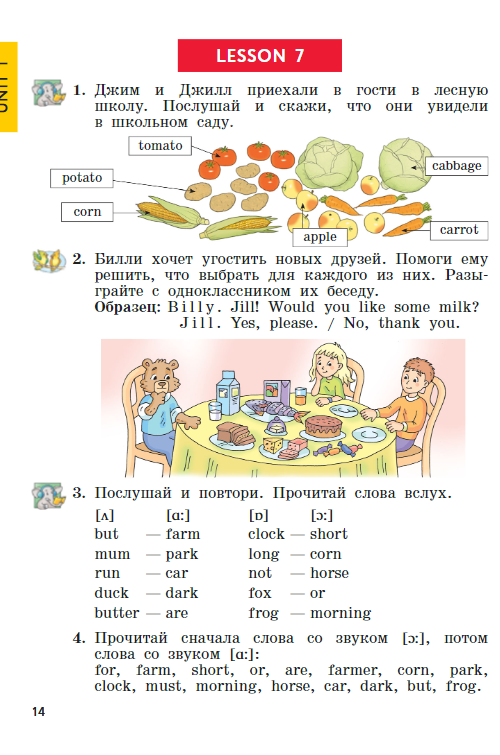 LESSON 7
UNIT 1
1. Джим и Джилл приехали в гости в лесную
школу. Послушай и скажи, что они увидели
в школьном саду.
tomato
cabbage
potato
corn
apple
carrot
2. Билли хочет угостить новых друзей. Помоги ему
решить, что выбрать для каждого из них. Разы-
грайте с одноклассником их беседу.
Образец: Billy. Jill! Would you like some milk?
Jill. Yes, please. / No, thank you.
3. Послушай и повтори. Прочитай слова вслух.
[ʌ] [ɑ:] [ɒ] [ɔ:]
but — farm clock — short
mum — park long — corn
run — car not — horse
duck — dark fox — or
butter — are frog — morning
4. Прочитай сначала слова со звуком [ɔ:], потом
слова со звуком [ɑ:]:
for, farm, short, or, are, farmer, corn, park,
clock, must, morning, horse, car, dark, but, frog.
14